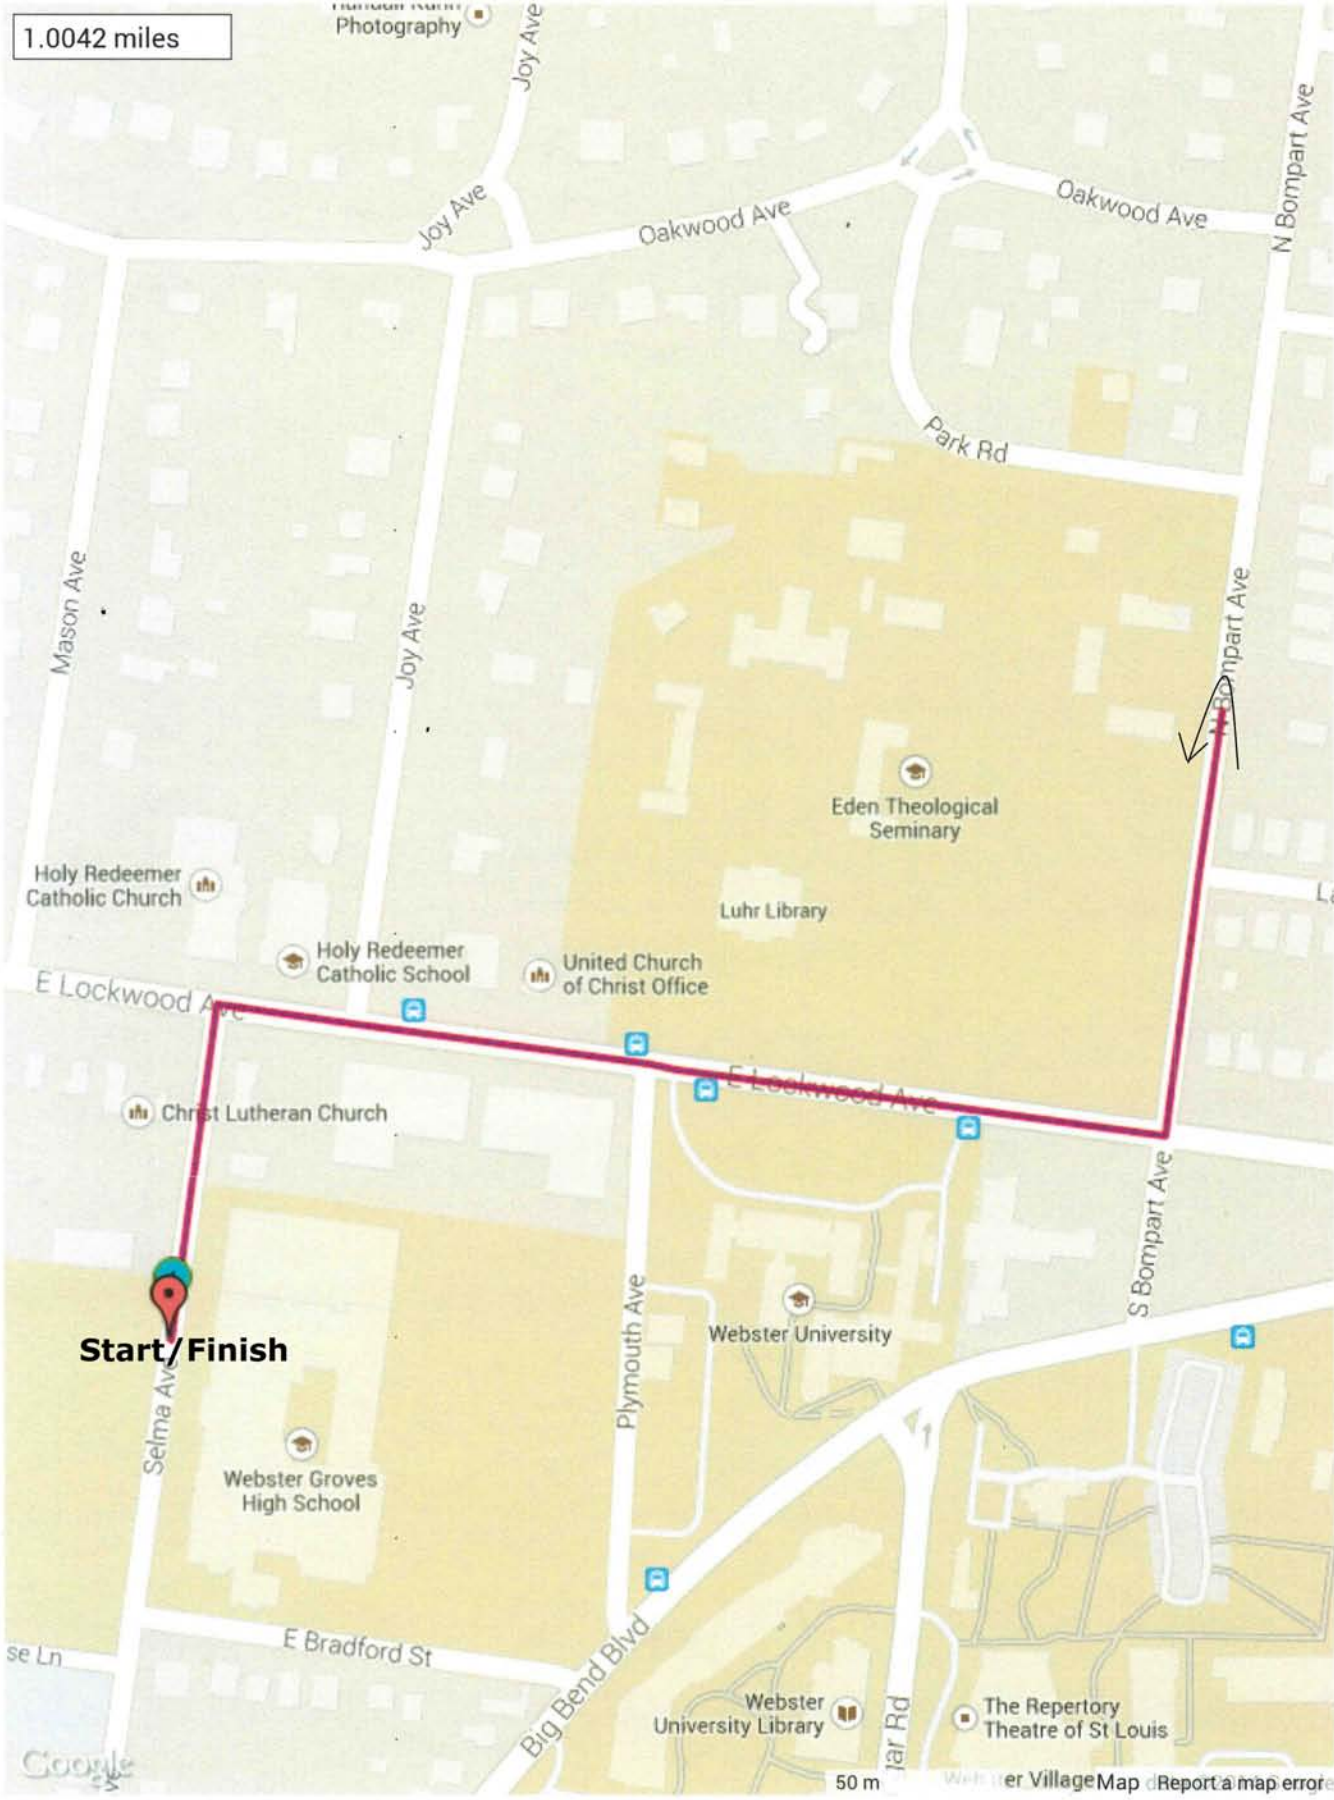 1.0042 miles
Photography
Joy Ave
N Bompart Ave
Joy Ave
Oakwood Ave
Oakwood Ave
Park Rd
Mason Ave
Joy Ave
N Bompart Ave
Eden Theological
Seminary
Holy Redeemer
Catholic Church
Luhr Library
Holy Redeemer
Catholic School
United Church
of Christ Office
E Lockwood Ave
E Lockwood Ave
Christ Lutheran Church
S Bompart Ave
Plymouth Ave
Webster University
Start/Finish
Selma Ave
Webster Groves
High School
E Bradford St
se Ln
Big Bend Blvd
Webster
University Library
The Repertory
Theatre of St Louis
Google
50 m
er Village
Map
Report a map error